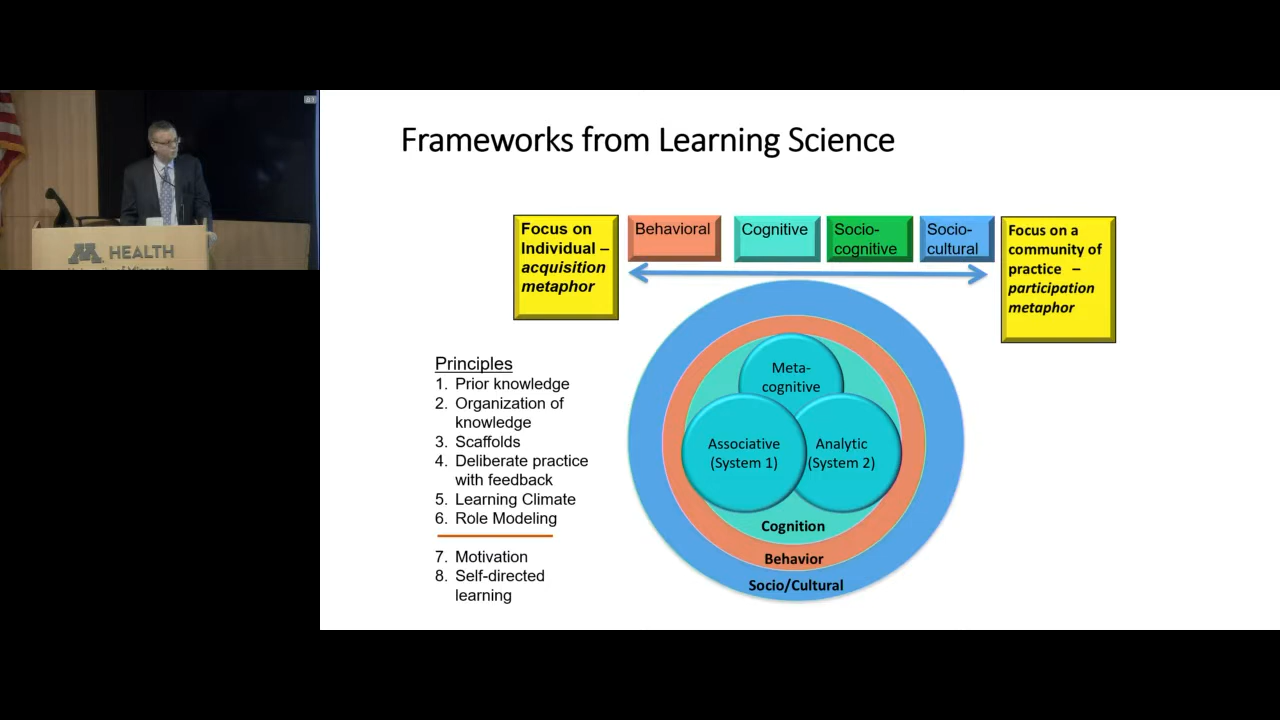 HEALTH
University of Minnesota
Frameworks from Learning Science
Focus on
Individual –
acquisition
metaphor
Behavioral
Cognitive
Socio-
cognitive
Socio-
cultural
Focus on a
community of
practice –
participation
metaphor
Principles
1. Prior knowledge
2. Organization of
knowledge
3. Scaffolds
4. Deliberate practice
with feedback
5. Learning Climate
6. Role Modeling
7. Motivation
8. Self-directed
learning
Meta-
cognitive
Associative
(System 1)
Analytic
(System 2)
Cognition
Behavior
Socio/Cultural